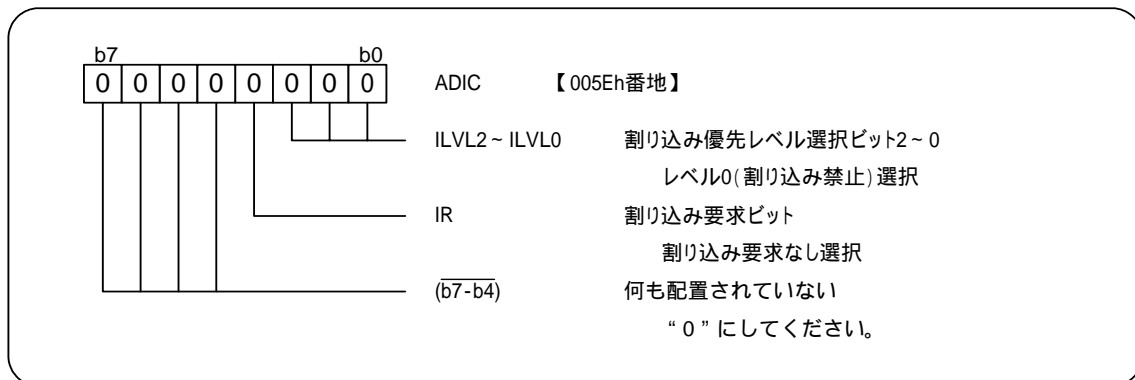 b7 b0
0 0 0 0 0 0 0 0 ADIC 【005Eh番地】
ILVL2~ILVL0 割り込み優先レベル選択ビット2~0
レベル0(割り込み禁止)選択
IR 割り込み要求ビット
割り込み要求なし選択
(b7-b4) 何も配置されていない
“0”にしてください。